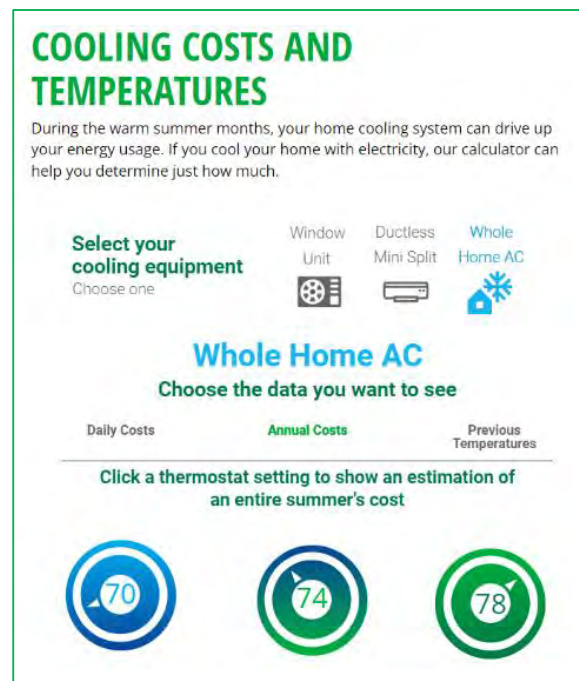 COOLING COSTS AND
TEMPERATURES
During the warm summer months, your home cooling system can drive up
your energy usage. If you cool your home with electricity, our calculator can
help you determine just how much.
Select your
cooling equipment
Choose one
Window
Unit
Ductless
Mini Split
Whole
Home AC
Whole Home AC
Choose the data you want to see
Daily Costs
Annual Costs
Previous
Temperatures
Click a thermostat setting to show an estimation of
an entire summer's cost
70
74
78